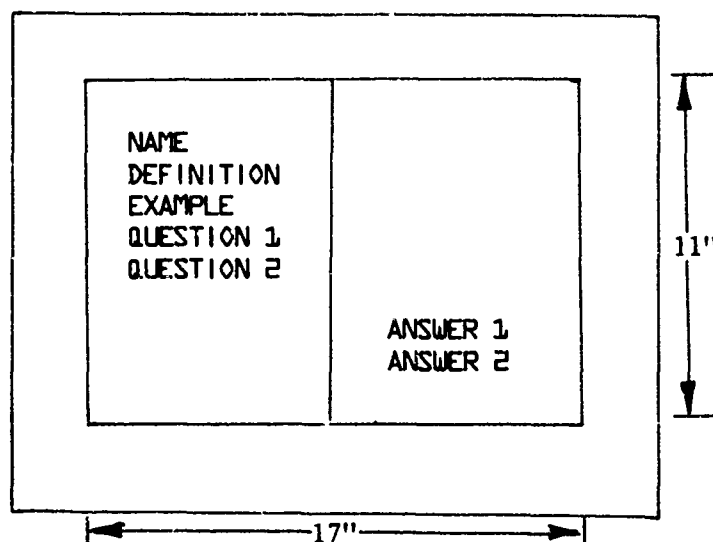 NAME
DEFINITION
EXAMPLE
QUESTION 1
QUESTION 2
11"
ANSWER 1
ANSWER 2
17"